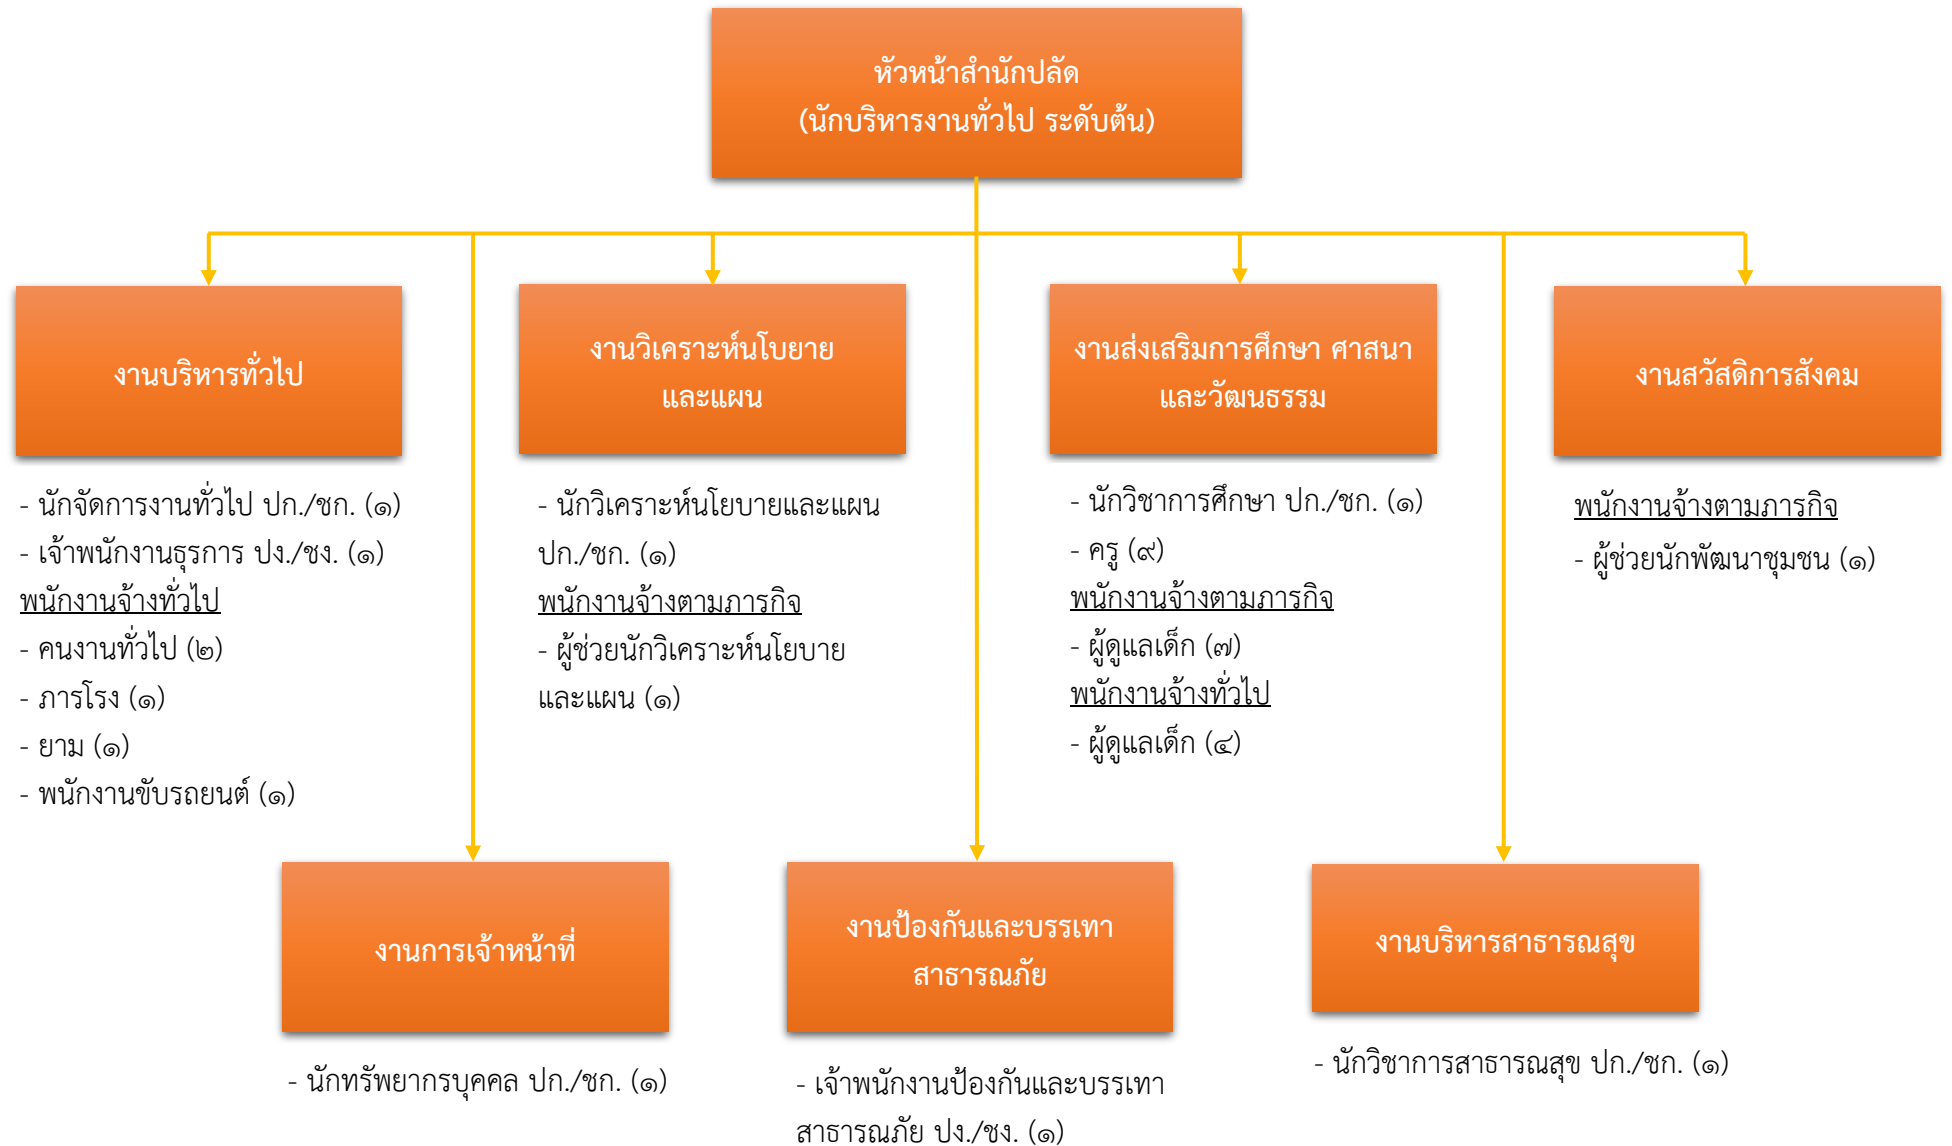 หัวหน้าสำนักปลัด
(นักบริหารงานทั่วไป ระดับต้น)
งานบริหารทั่วไป
- นักจัดการงานทั่วไป ปก./ชก. (๑)
- เจ้าพนักงานธุรการ ปง./ชง. (๑)
พนักงานจ้างทั่วไป
- คนงานทั่วไป (๒)
- ภารโรง (๑)
- ยาม (๑)
- พนักงานขับรถยนต์ (๑)
งานวิเคราะห์นโบยาย
และแผน
- นักวิเคราะห์นโยบายและแผน
ปก./ชก. (๑)
พนักงานจ้างตามภารกิจ
- ผู้ช่วยนักวิเคราะห์นโยบาย
และแผน (๑)
งานส่งเสริมการศึกษา ศาสนา
และวัฒนธรรม
- นักวิชาการศึกษา ปก./ชก. (๑)
- ครู (๙)
พนักงานจ้างตามภารกิจ
- ผู้ดูแลเด็ก (๗)
พนักงานจ้างทั่วไป
- ผู้ดูแลเด็ก (๔)
งานสวัสดิการสังคม
พนักงานจ้างตามภารกิจ
- ผู้ช่วยนักพัฒนาชุมชน (๑)
งานการเจ้าหน้าที่
- นักทรัพยากรบุคคล ปก./ชก. (๑)
งานป้องกันและบรรเทา
สาธารณภัย
- เจ้าพนักงานป้องกันและบรรเทา
สาธารณภัย ปง./ชง. (๑)
งานบริหารสาธารณสุข
- นักวิชาการสาธารณสุข ปก./ชก. (๑)